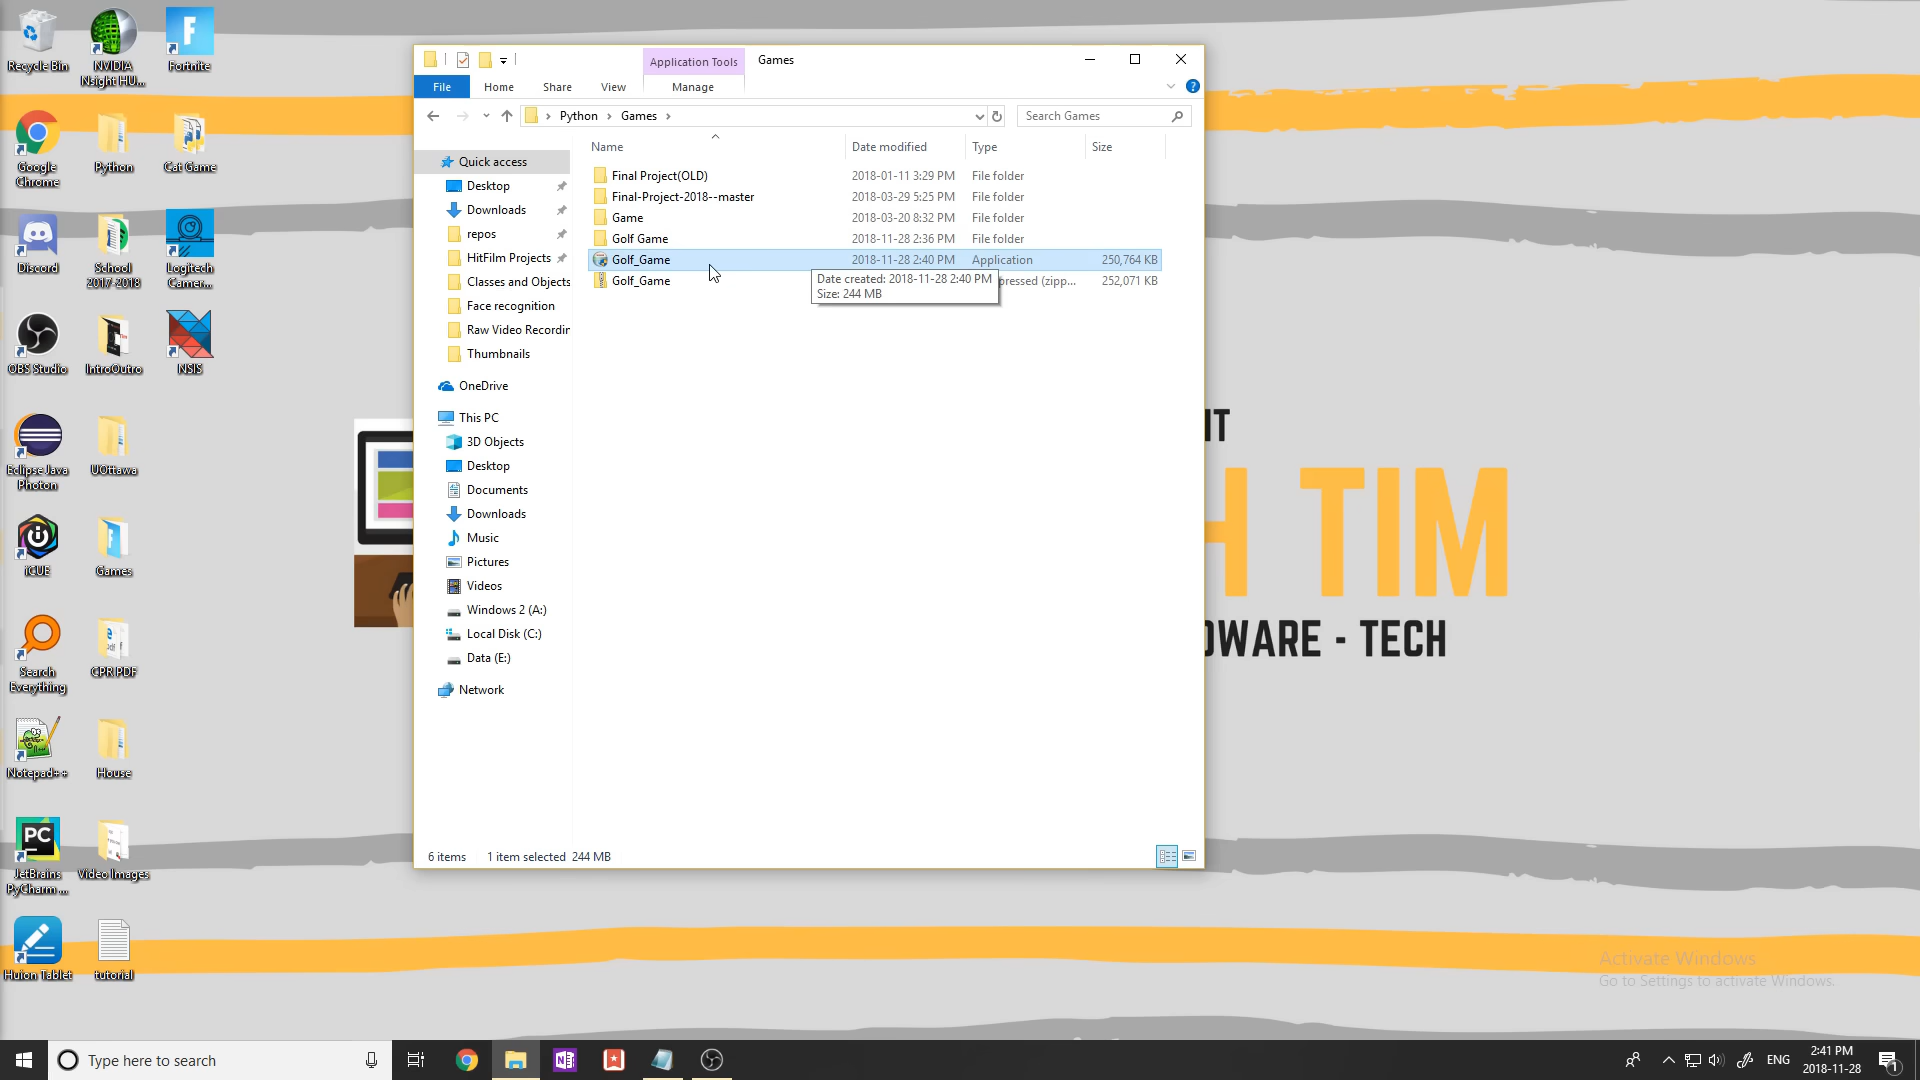 Recycle Bin
NVIDIA
Nsight HU...
Fortnite
Google
Chrome
Python
Cat Game
Discord
School
2017-2018
Logitech
Camer...
OBS Studio
IntroOutro
NSIS
Eclipse Java
Photon
UOttawa
iCUE
Games
Search
Everything
CPR PDF
Notepad++
House
JetBrains
PyCharm ...
Video Images
Huion Tablet
tutorial
Application Tools
Games
File
Home
Share
View
Manage
Python
Games
Search Games
Name
Date modified
Type
Size
Quick access
Desktop
Downloads
repos
HitFilm Projects
Classes and Objects
Face recognition
Raw Video Recordin
Thumbnails
OneDrive
This PC
3D Objects
Desktop
Documents
Downloads
Music
Pictures
Videos
Windows 2 (A:)
Local Disk (C:)
Data (E:)
Network
Final Project(OLD) 2018-01-11 3:29 PM File folder
Final-Project-2018--master 2018-03-29 5:25 PM File folder
Game 2018-03-20 8:32 PM File folder
Golf Game 2018-11-28 2:36 PM File folder
Golf_Game 2018-11-28 2:40 PM Application 250,764 KB
Golf_Game pressed (zipp... 252,071 KB
Date created: 2018-11-28 2:40 PM
Size: 244 MB
6 items 1 item selected 244 MB
IT
H TIM
DWARE - TECH
Activate Windows
Go to Settings to activate Windows.
Type here to search
ENG
2:41 PM
2018-11-28
1
PC